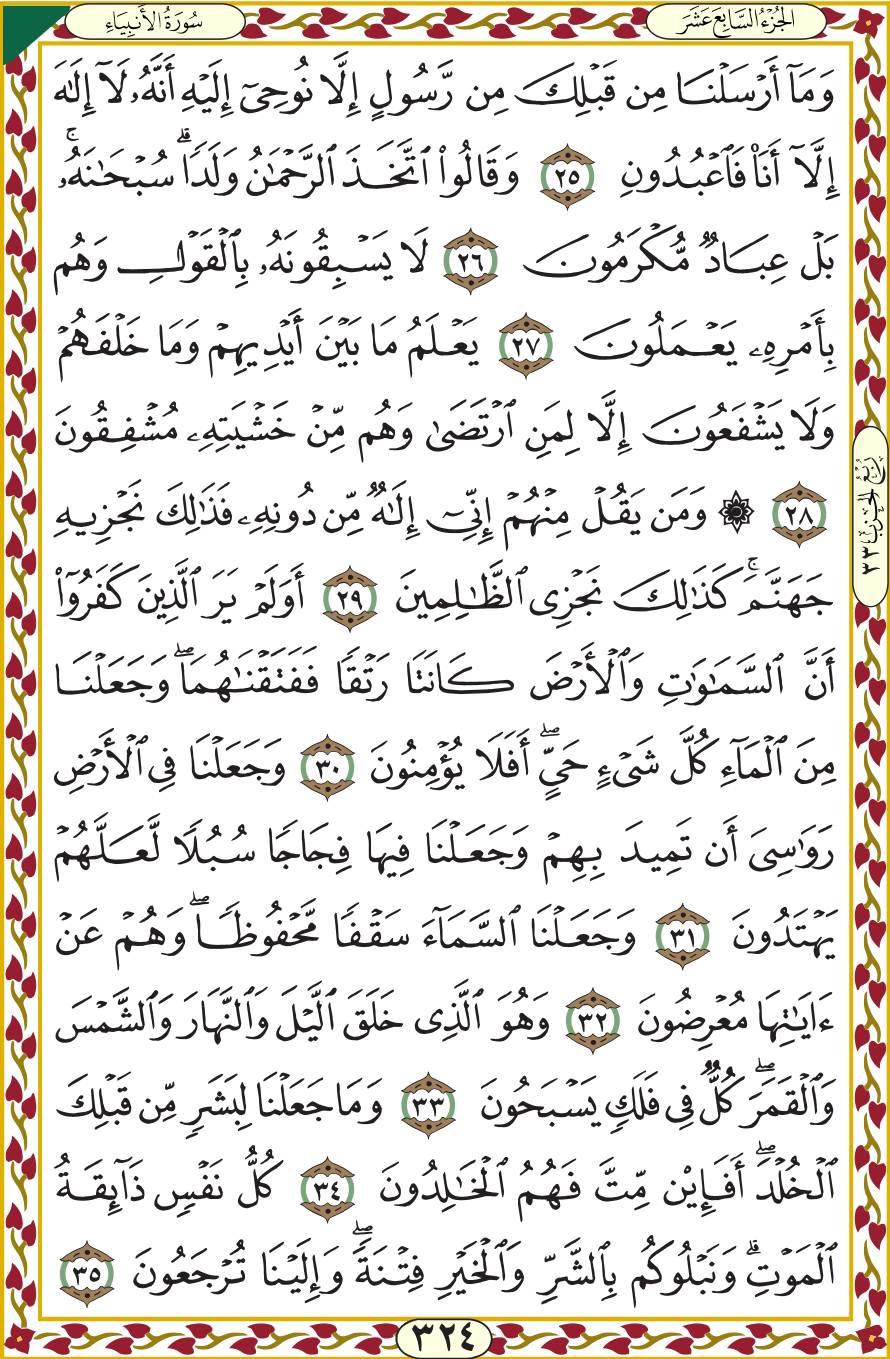 الجُزْءُ السَّابِعَ عَشَرَ
سُورَةُ الأَنبِيَاءِ
وَمَآ أَرْسَلْنَا مِن قَبْلِكَ مِن رَّسُولٍ إِلَّا نُوحِىٓ إِلَيْهِ أَنَّهُۥ لَآ إِلَٰهَ
إِلَّآ أَنَا۠ فَٱعْبُدُونِ ٢٥ وَقَالُوا۟ ٱتَّخَذَ ٱلرَّحْمَٰنُ وَلَدًا ۗ سُبْحَٰنَهُۥ ۚ
بَلْ عِبَادٌ مُّكْرَمُونَ ٢٦ لَا يَسْبِقُونَهُۥ بِٱلْقَوْلِ وَهُم
بِأَمْرِهِۦ يَعْمَلُونَ ٢٧ يَعْلَمُ مَا بَيْنَ أَيْدِيهِمْ وَمَا خَلْفَهُمْ
وَلَا يَشْفَعُونَ إِلَّا لِمَنِ ٱرْتَضَىٰ وَهُم مِّنْ خَشْيَتِهِۦ مُشْفِقُونَ
٢٨ ۞ وَمَن يَقُلْ مِنْهُمْ إِنِّىٓ إِلَٰهٌ مِّن دُونِهِۦ فَذَٰلِكَ نَجْزِيهِ
جَهَنَّمَ ۚ كَذَٰلِكَ نَجْزِى ٱلظَّٰلِمِينَ ٢٩ أَوَلَمْ يَرَ ٱلَّذِينَ كَفَرُوٓا۟
أَنَّ ٱلسَّمَٰوَٰتِ وَٱلْأَرْضَ كَانَتَا رَتْقًا فَفَتَقْنَٰهُمَا ۖ وَجَعَلْنَا
مِنَ ٱلْمَآءِ كُلَّ شَىْءٍ حَىٍّ ۖ أَفَلَا يُؤْمِنُونَ ٣٠ وَجَعَلْنَا فِى ٱلْأَرْضِ
رَوَٰسِىَ أَن تَمِيدَ بِهِمْ وَجَعَلْنَا فِيهَا فِجَاجًا سُبُلًا لَّعَلَّهُمْ
يَهْتَدُونَ ٣١ وَجَعَلْنَا ٱلسَّمَآءَ سَقْفًا مَّحْفُوظًا ۖ وَهُمْ عَنْ
ءَايَٰتِهَا مُعْرِضُونَ ٣٢ وَهُوَ ٱلَّذِى خَلَقَ ٱلَّيْلَ وَٱلنَّهَارَ وَٱلشَّمْسَ
وَٱلْقَمَرَ ۖ كُلٌّ فِى فَلَكٍ يَسْبَحُونَ ٣٣ وَمَا جَعَلْنَا لِبَشَرٍ مِّن قَبْلِكَ
ٱلْخُلْدَ ۖ أَفَإِي۟ن مِّتَّ فَهُمُ ٱلْخَٰلِدُونَ ٣٤ كُلُّ نَفْسٍ ذَآئِقَةُ
ٱلْمَوْتِ ۗ وَنَبْلُوكُم بِٱلشَّرِّ وَٱلْخَيْرِ فِتْنَةً ۖ وَإِلَيْنَا تُرْجَعُونَ ٣٥
رُبْعُ الحِزْبِ ٣٣
٣٢٤